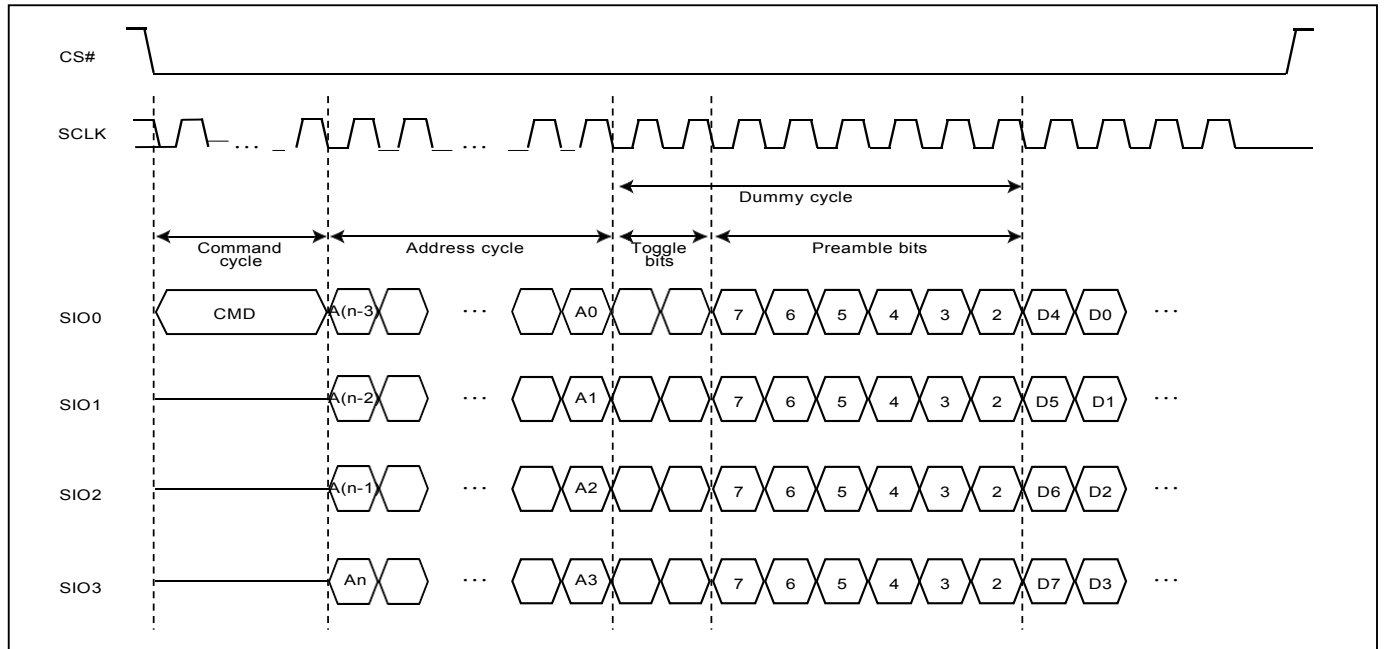 CS#
SCLK ... ...
Dummy cycle
Command cycle Address cycle Toggle bits Preamble bits
SIO0 CMD A(n-3) ... A0 7 6 5 4 3 2 D4 D0 ...
SIO1 A(n-2) ... A1 7 6 5 4 3 2 D5 D1 ...
SIO2 A(n-1) ... A2 7 6 5 4 3 2 D6 D2 ...
SIO3 An ... A3 7 6 5 4 3 2 D7 D3 ...